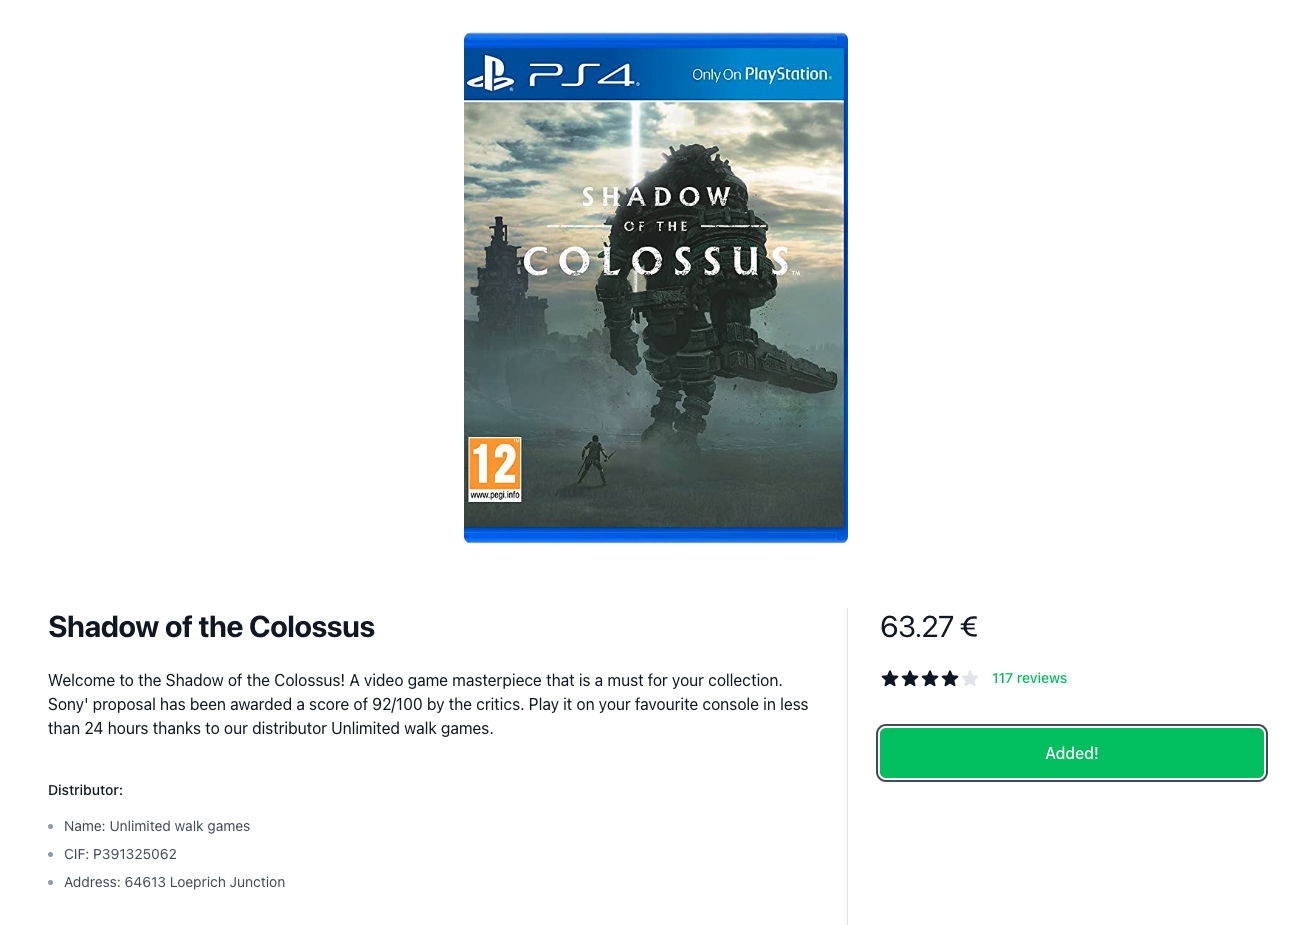 PS4
Only On PlayStation
SHADOW
OF THE
COLOSSUS™
12
www.pegi.info
Shadow of the Colossus
63.27 €
Welcome to the Shadow of the Colossus! A video game masterpiece that is a must for your collection.
Sony' proposal has been awarded a score of 92/100 by the critics. Play it on your favourite console in less
than 24 hours thanks to our distributor Unlimited walk games.
117 reviews
Added!
Distributor:
Name: Unlimited walk games
CIF: P391325062
Address: 64613 Loeprich Junction